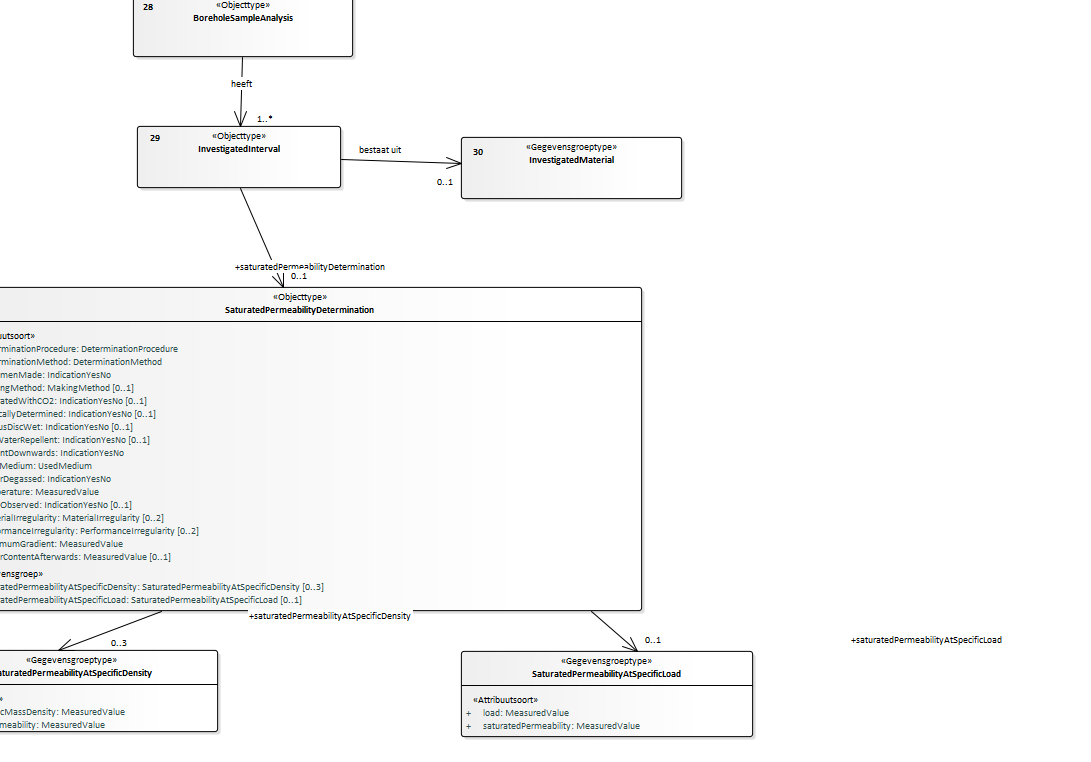 28
«Objecttype»
BoreholeSampleAnalysis
heeft
1..*
29
«Objecttype»
InvestigatedInterval
bestaat uit
0..1
30
«Gegevensgroeptype»
InvestigatedMaterial
+saturatedPermeabilityDetermination
0..1
«Objecttype»
SaturatedPermeabilityDetermination
uutsoort»
rminationProcedure: DeterminationProcedure
rminationMethod: DeterminationMethod
menMade: IndicationYesNo
ngMethod: MakingMethod [0..1]
atedWithCO2: IndicationYesNo [0..1]
callyDetermined: IndicationYesNo [0..1]
usDiscWet: IndicationYesNo [0..1]
WaterRepellent: IndicationYesNo [0..1]
ntDownwards: IndicationYesNo
Medium: UsedMedium
rDegassed: IndicationYesNo
erature: MeasuredValue
Observed: IndicationYesNo [0..1]
rialIrregularity: MaterialIrregularity [0..2]
ormanceIrregularity: PerformanceIrregularity [0..2]
mumGradient: MeasuredValue
rContentAfterwards: MeasuredValue [0..1]
vensgroep»
atedPermeabilityAtSpecificDensity: SaturatedPermeabilityAtSpecificDensity [0..3]
atedPermeabilityAtSpecificLoad: SaturatedPermeabilityAtSpecificLoad [0..1]
+saturatedPermeabilityAtSpecificDensity
0..3
0..1
+saturatedPermeabilityAtSpecificLoad
«Gegevensgroeptype»
aturatedPermeabilityAtSpecificDensity
»
cMassDensity: MeasuredValue
meability: MeasuredValue
«Gegevensgroeptype»
SaturatedPermeabilityAtSpecificLoad
«Attribuutsoort»
+ load: MeasuredValue
+ saturatedPermeability: MeasuredValue